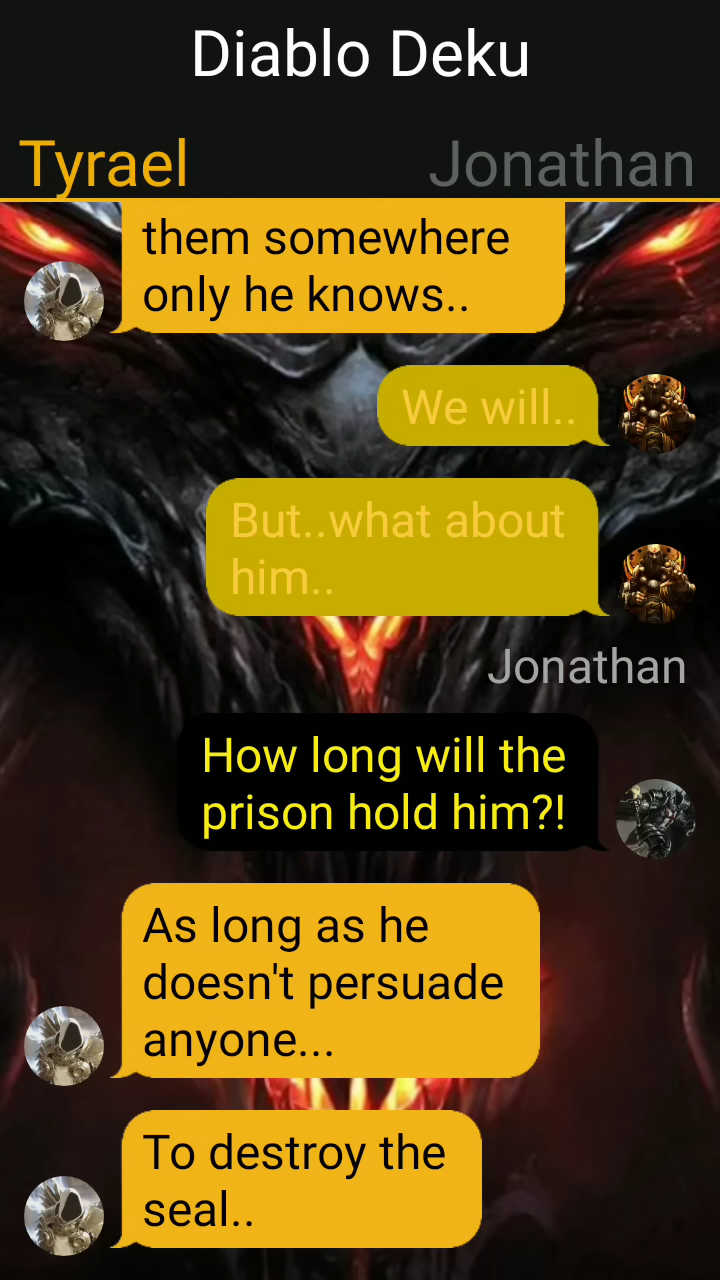 Diablo Deku
Tyrael
Jonathan
them somewhere
only he knows..
We will..
But..what about
him..
Jonathan
How long will the
prison hold him?!
As long as he
doesn't persuade
anyone...
To destroy the
seal..